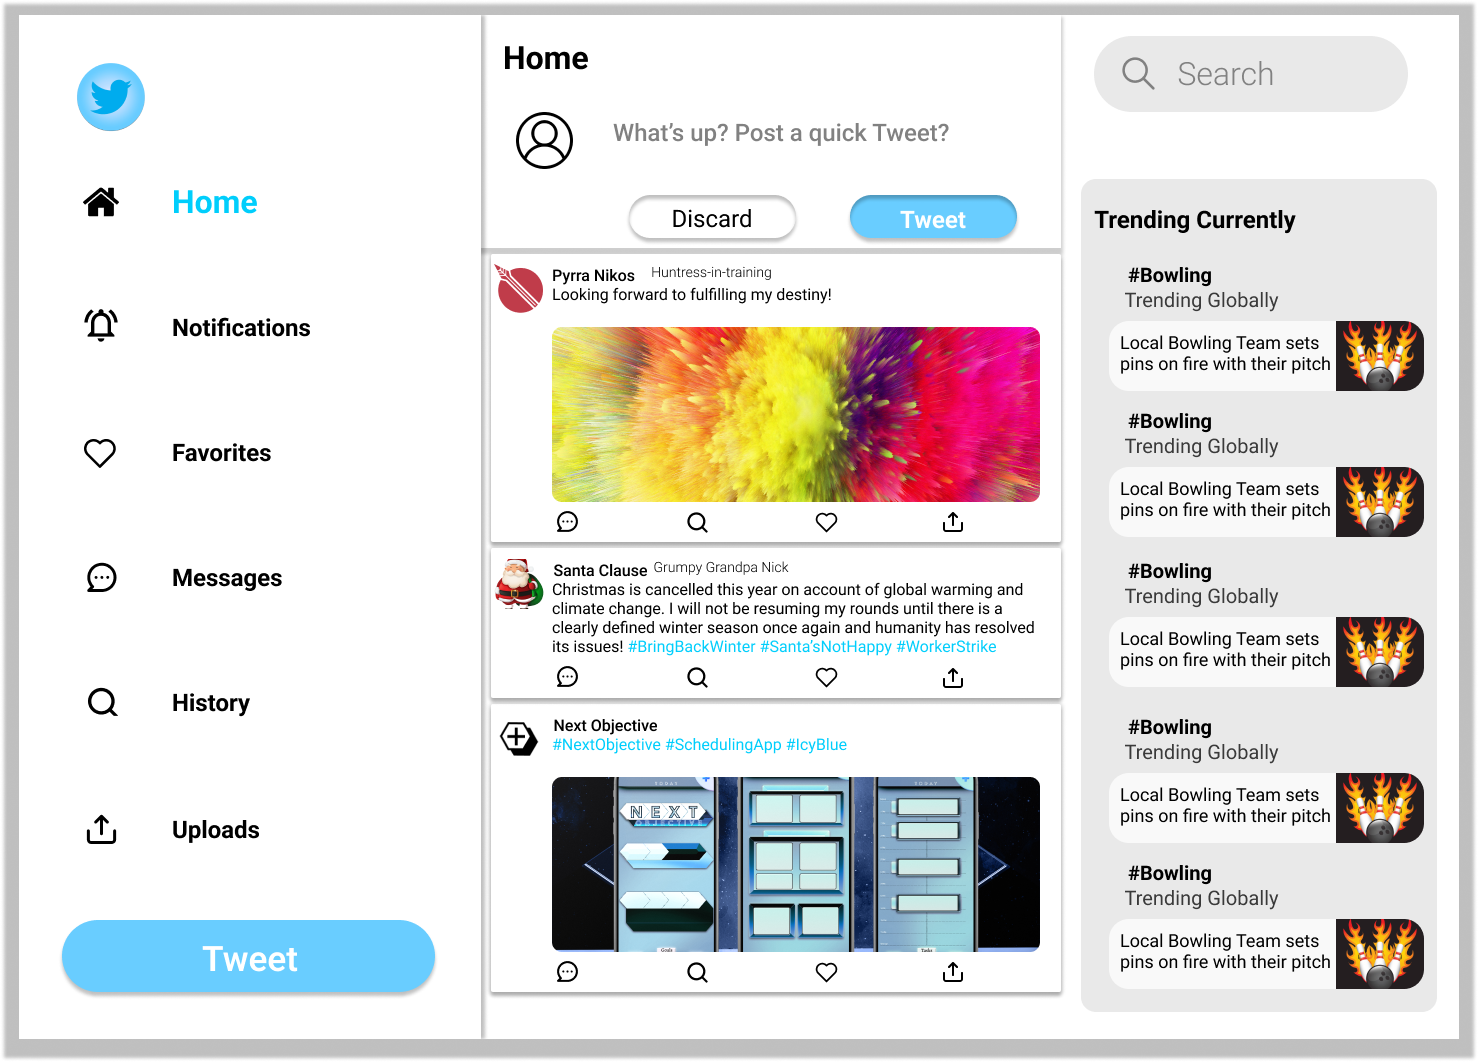 Home
Notifications
Favorites
Messages
History
Uploads
Tweet
Home
What's up? Post a quick Tweet?
Discard
Tweet
Pyrra Nikos Huntress-in-training
Looking forward to fulfilling my destiny!
Santa Clause Grumpy Grandpa Nick
Christmas is cancelled this year on account of global warming and
climate change. I will not be resuming my rounds until there is a
clearly defined winter season once again and humanity has resolved
its issues! #BringBackWinter #Santa'sNotHappy #WorkerStrike
Next Objective
#NextObjective #SchedulingApp #IcyBlue
TODAY
TODAY
NEXT
OBJECTIVE
Goals
Tasks
Search
Trending Currently
#Bowling
Trending Globally
Local Bowling Team sets
pins on fire with their pitch
#Bowling
Trending Globally
Local Bowling Team sets
pins on fire with their pitch
#Bowling
Trending Globally
Local Bowling Team sets
pins on fire with their pitch
#Bowling
Trending Globally
Local Bowling Team sets
pins on fire with their pitch
#Bowling
Trending Globally
Local Bowling Team sets
pins on fire with their pitch